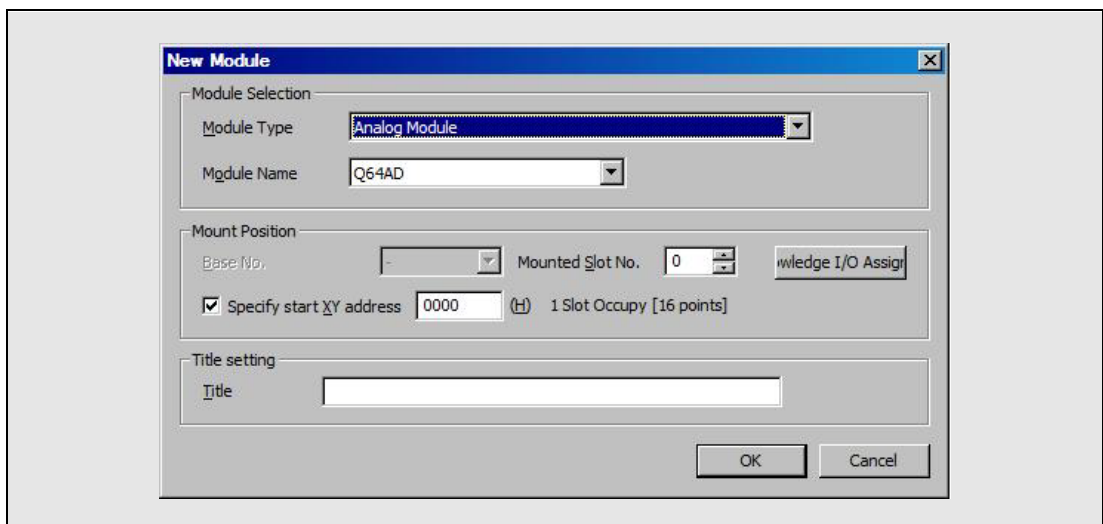 New Module
Module Selection
Module Type Analog Module
Module Name Q64AD
Mount Position
Base No. - Mounted Slot No. 0 wledge I/O Assign
Specify start XY address 0000 (H) 1 Slot Occupy [16 points]
Title setting
Title
OK Cancel